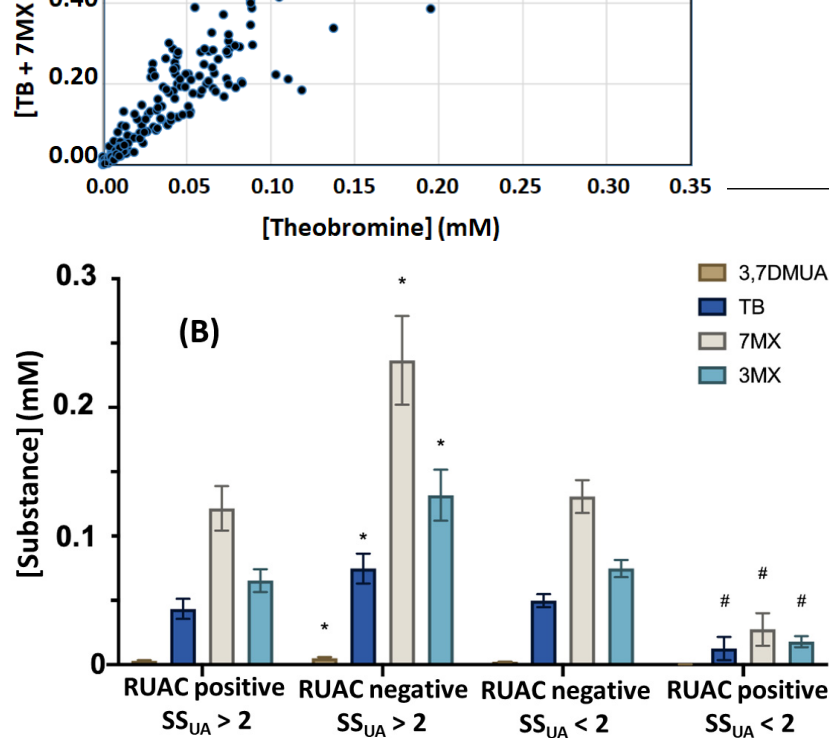 [TB + 7MX
0.40
0.20
0.00
0.00 0.05 0.10 0.15 0.20 0.25 0.30 0.35
[Theobromine] (mM)
(B)
[Substance] (mM)
0.3
0.2
0.1
0
3,7DMUA
TB
7MX
3MX
* * * *
# # #
RUAC positive
SSUA > 2
RUAC negative
SSUA > 2
RUAC negative
SSUA < 2
RUAC positive
SSUA < 2